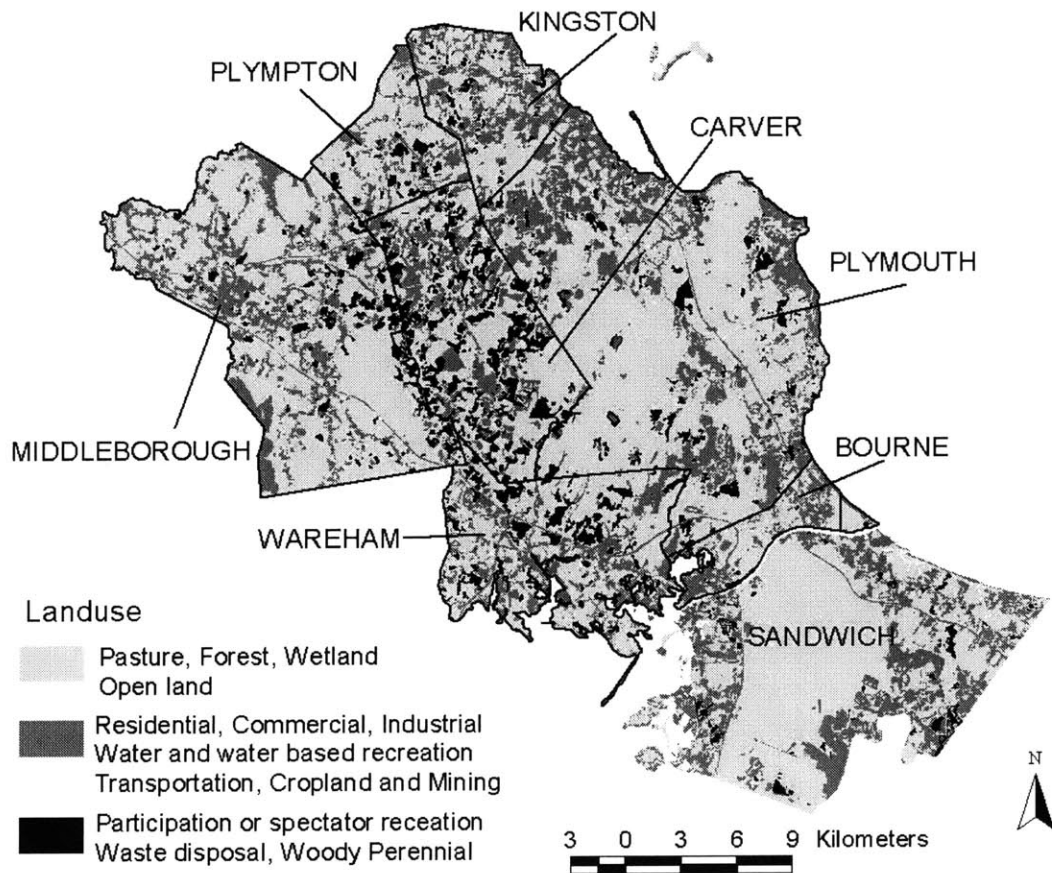 KINGSTON
PLYMPTON
CARVER
PLYMOUTH
MIDDLEBOROUGH
BOURNE
WAREHAM
SANDWICH
Landuse
Pasture, Forest, Wetland
Open land
Residential, Commercial, Industrial
Water and water based recreation
Transportation, Cropland and Mining
Participation or spectator receation
Waste disposal, Woody Perennial
N
3 0 3 6 9 Kilometers